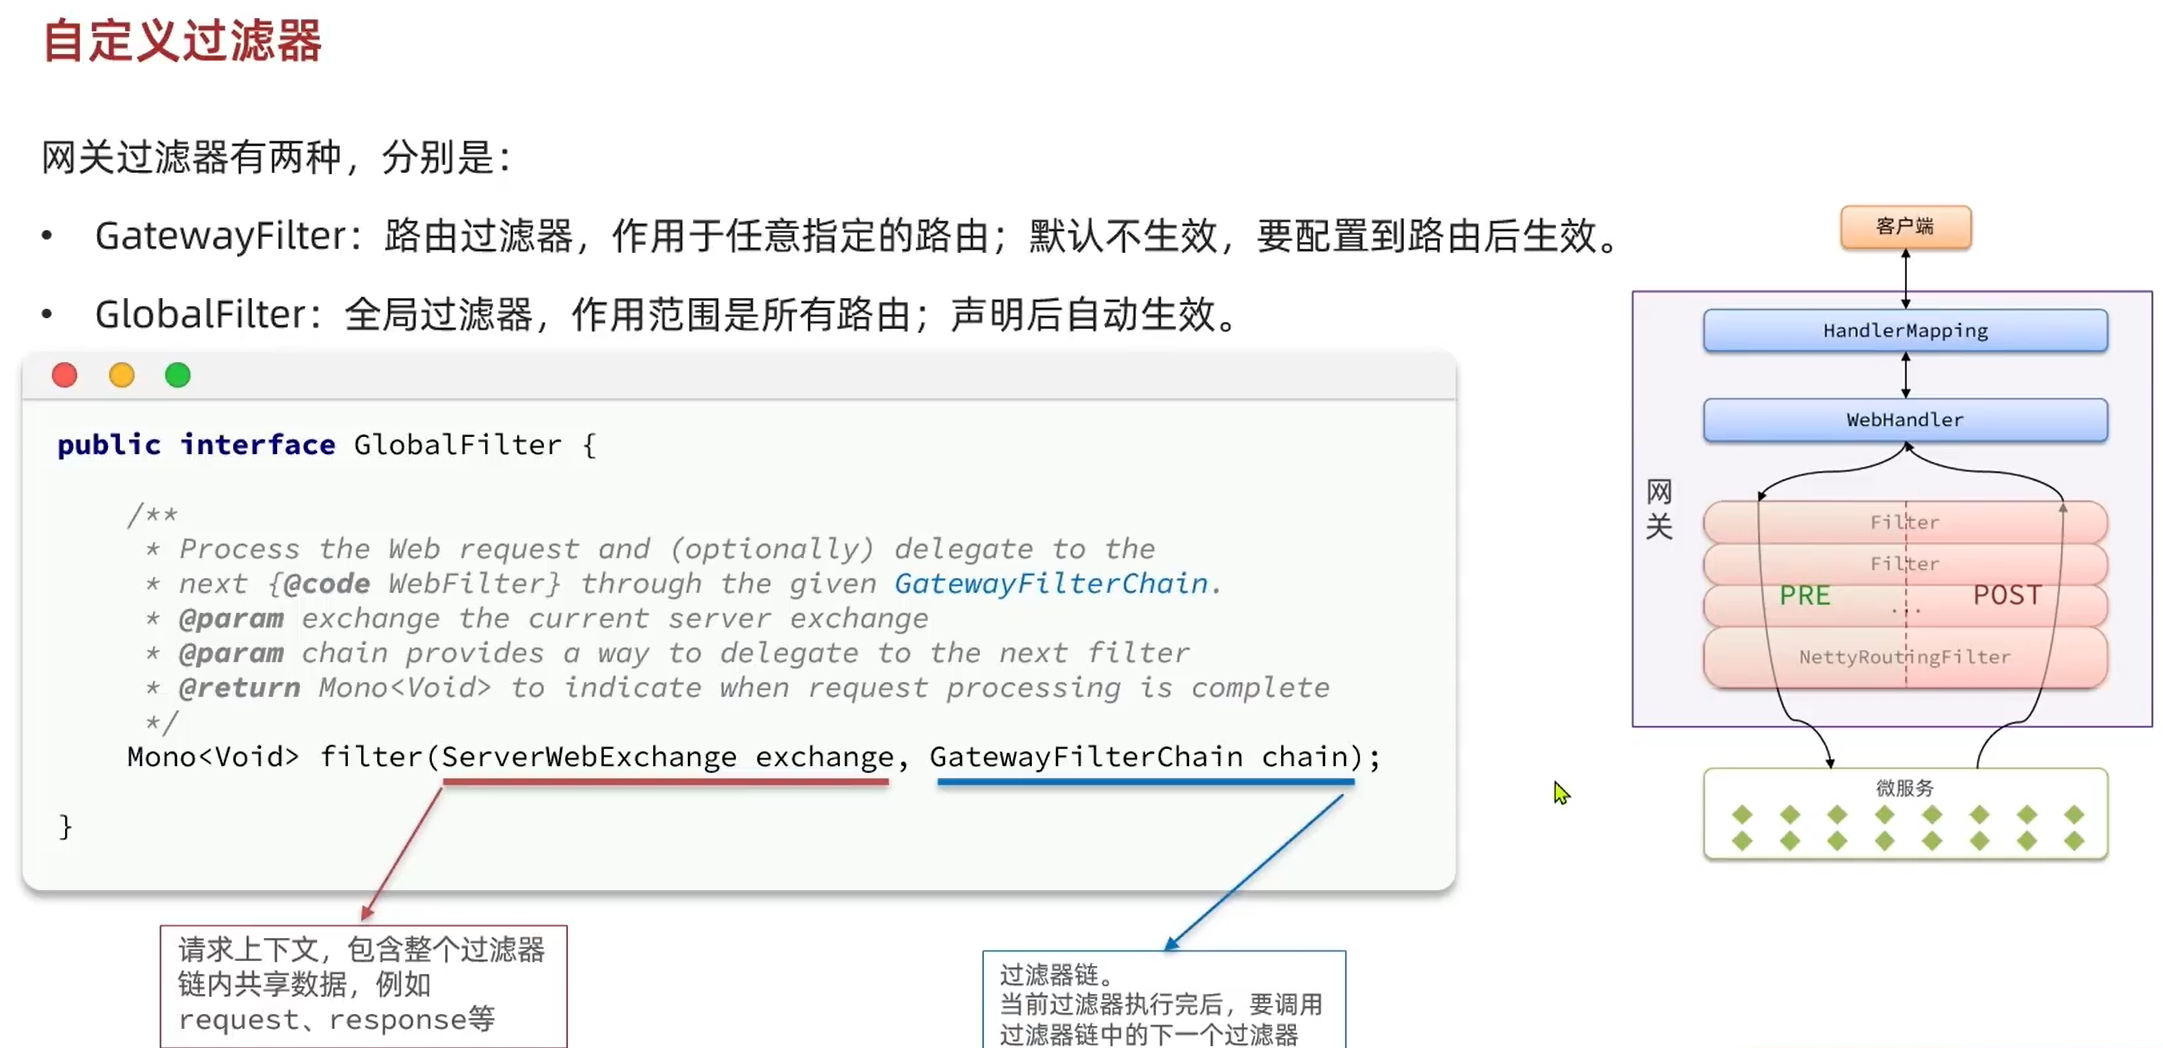 自定义过滤器
网关过滤器有两种，分别是：
• GatewayFilter：路由过滤器，作用于任意指定的路由；默认不生效，要配置到路由后生效。
• GlobalFilter：全局过滤器，作用范围是所有路由；声明后自动生效。
public interface GlobalFilter {
/**
* Process the Web request and (optionally) delegate to the
* next {@code WebFilter} through the given GatewayFilterChain.
* @param exchange the current server exchange
* @param chain provides a way to delegate to the next filter
* @return Mono<Void> to indicate when request processing is complete
*/
Mono<Void> filter(ServerWebExchange exchange, GatewayFilterChain chain);
}
请求上下文，包含整个过滤器
链内共享数据，例如
request、response等
过滤器链。
当前过滤器执行完后，要调用
过滤器链中的下一个过滤器
客户端
HandlerMapping
WebHandler
网
关
Filter
Filter
PRE
...
POST
NettyRoutingFilter
微服务